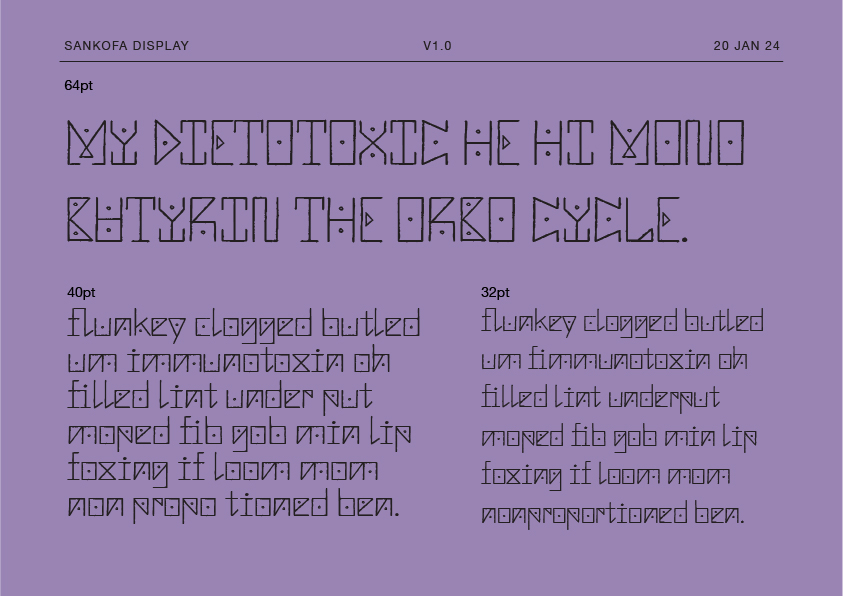 SANKOFA DISPLAY V1.0 20 JAN 24
64pt
MY DIETOTOXIC HE HI MONO
BUTYRIN THE ORBO CYCLE.
40pt
flunkey clogged butled
um immunotoxin oh
filled lint under put
moped fib gob min lip
foxing if loom mom
non propo tioned ben.
32pt
flunkey clogged butled
um fimmunotoxin oh
filled lint underput
moped fib gob min lip
foxing if loom mom
nonproportioned ben.